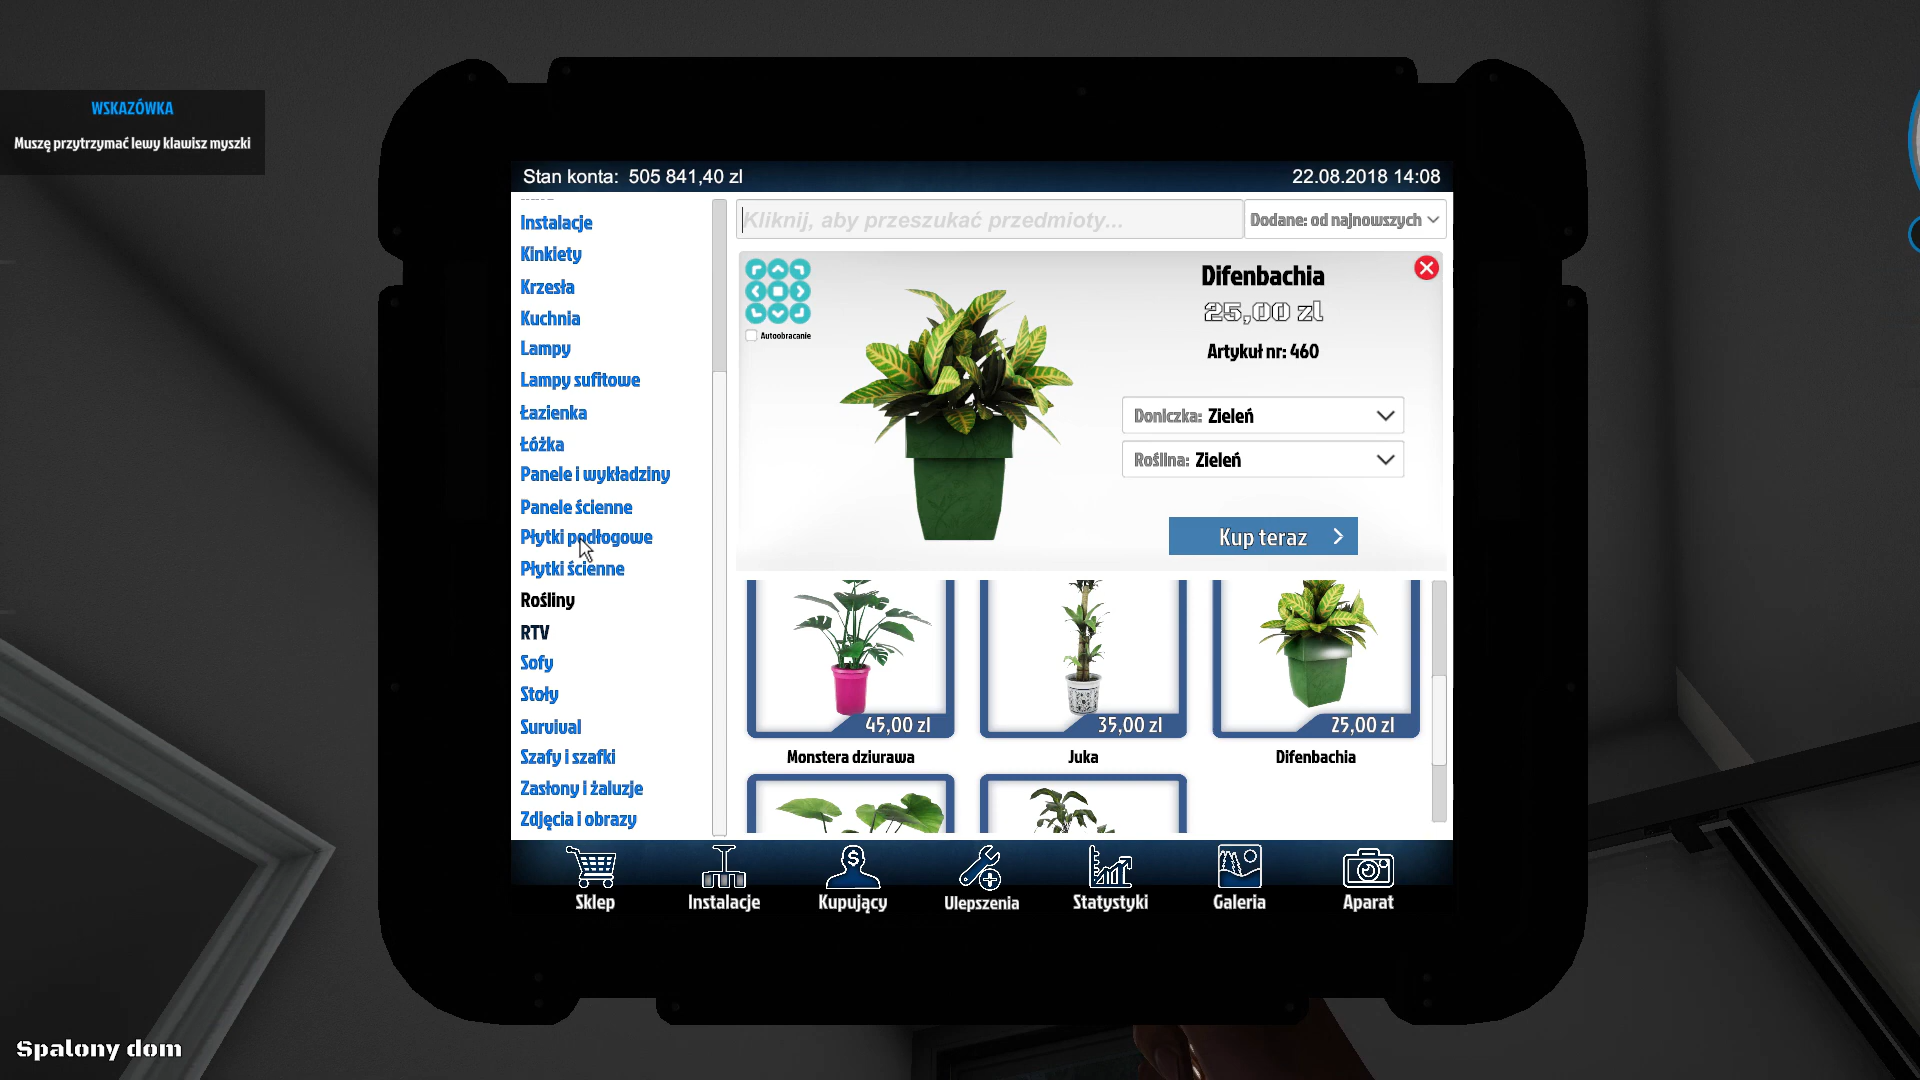 WSKAZÓWKA
Muszę przytrzymać lewy klawisz myszki
Stan konta: 505 841,40 zl
22.08.2018 14:08
Instalacje
Kinkiety
Krzesła
Kuchnia
Lampy
Lampy sufitowe
Łazienka
Łóżka
Panele i wykładziny
Panele ścienne
Płytki podłogowe
Płytki ścienne
Rośliny
RTV
Sofy
Stoły
Survival
Szafy i szafki
Zasłony i żaluzje
Zdjęcia i obrazy
Kliknij, aby przeszukać przedmioty...
Dodane: od najnowszych
Autoobracanie
Difenbachia
25,00 zl
Artykuł nr: 460
Doniczka: Zieleń
Roślina: Zieleń
Kup teraz
45,00 zl
35,00 zl
25,00 zl
Monstera dziurawa
Juka
Difenbachia
Sklep
Instalacje
Kupujący
Ulepszenia
Statystyki
Galeria
Aparat
Spalony dom